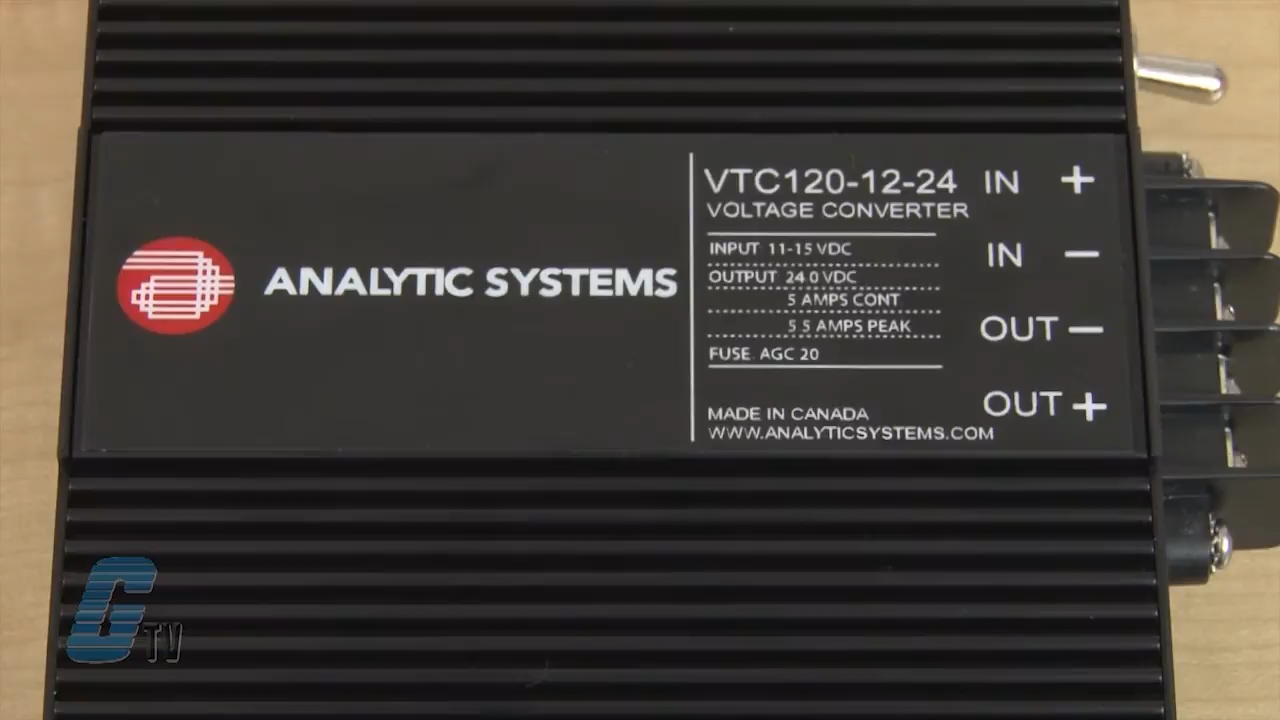 ANALYTIC SYSTEMS
VTC120-12-24 IN +
VOLTAGE CONVERTER
INPUT 11-15 VDC
IN −
OUTPUT 24.0 VDC
5 AMPS CONT
5.5 AMPS PEAK
OUT −
FUSE AGC 20
OUT +
MADE IN CANADA
WWW.ANALYTICSYSTEMS.COM
G TV